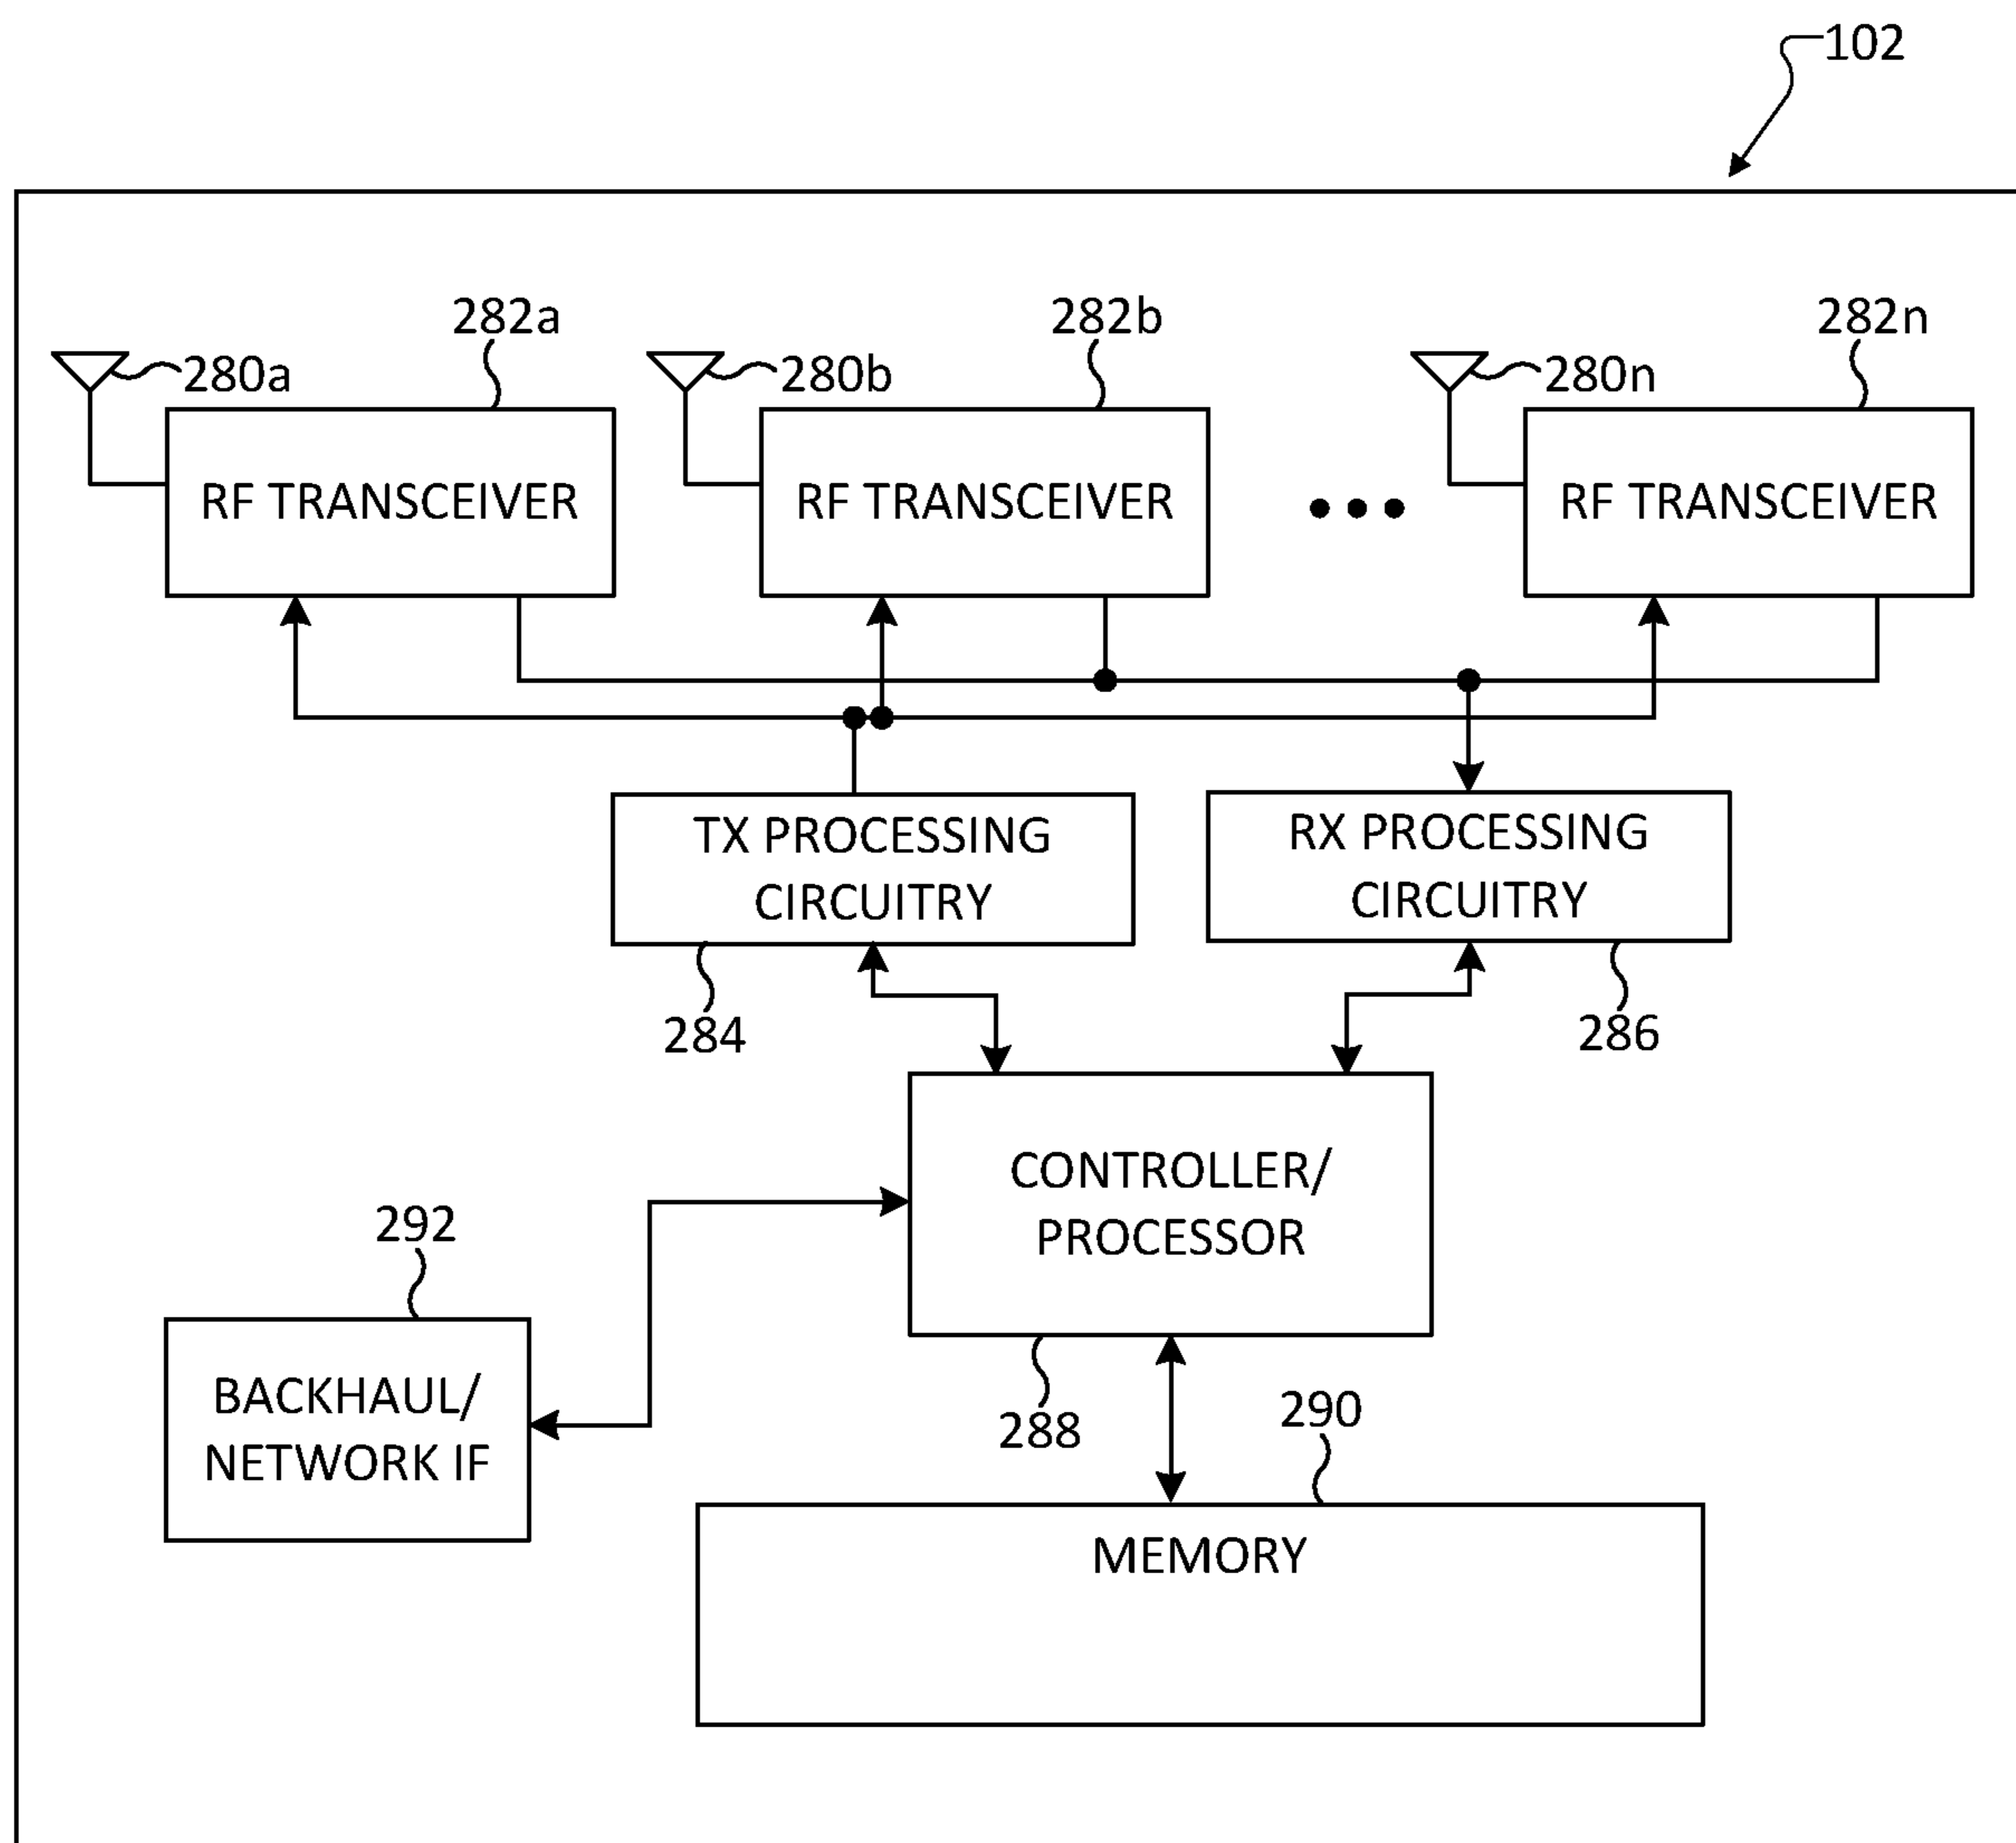 102
282a
282b
282n
280a
280b
280n
RF TRANSCEIVER
RF TRANSCEIVER
RF TRANSCEIVER
TX PROCESSING
CIRCUITRY
RX PROCESSING
CIRCUITRY
284
286
CONTROLLER/
PROCESSOR
292
BACKHAUL/
NETWORK IF
288
290
MEMORY